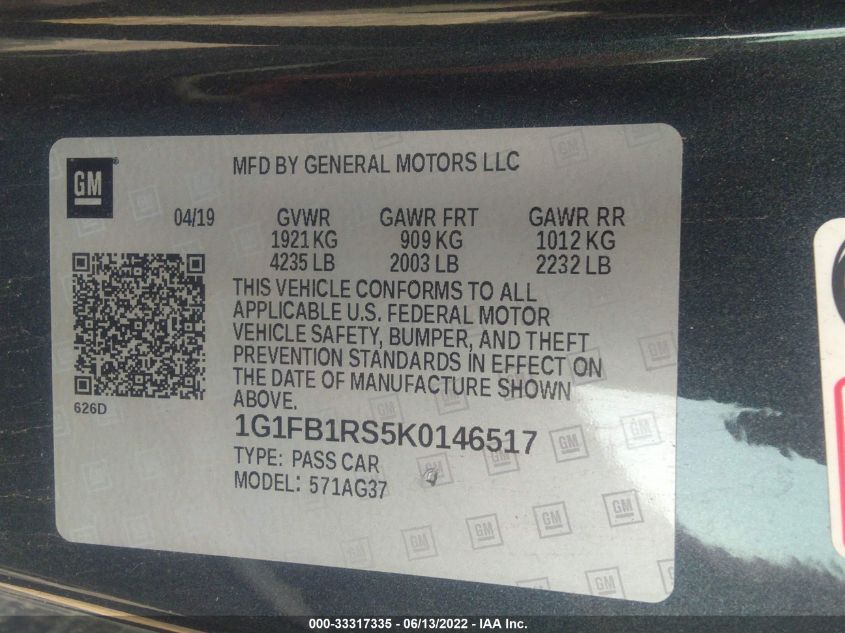 GM
MFD BY GENERAL MOTORS LLC
04/19 GVWR GAWR FRT GAWR RR
1921 KG 909 KG 1012 KG
4235 LB 2003 LB 2232 LB
THIS VEHICLE CONFORMS TO ALL
APPLICABLE U.S. FEDERAL MOTOR
VEHICLE SAFETY, BUMPER, AND THEFT
PREVENTION STANDARDS IN EFFECT ON
THE DATE OF MANUFACTURE SHOWN
ABOVE.
626D
1G1FB1RS5K0146517
TYPE: PASS CAR
MODEL: 571AG37
000-33317335 - 06/13/2022 - IAA Inc.